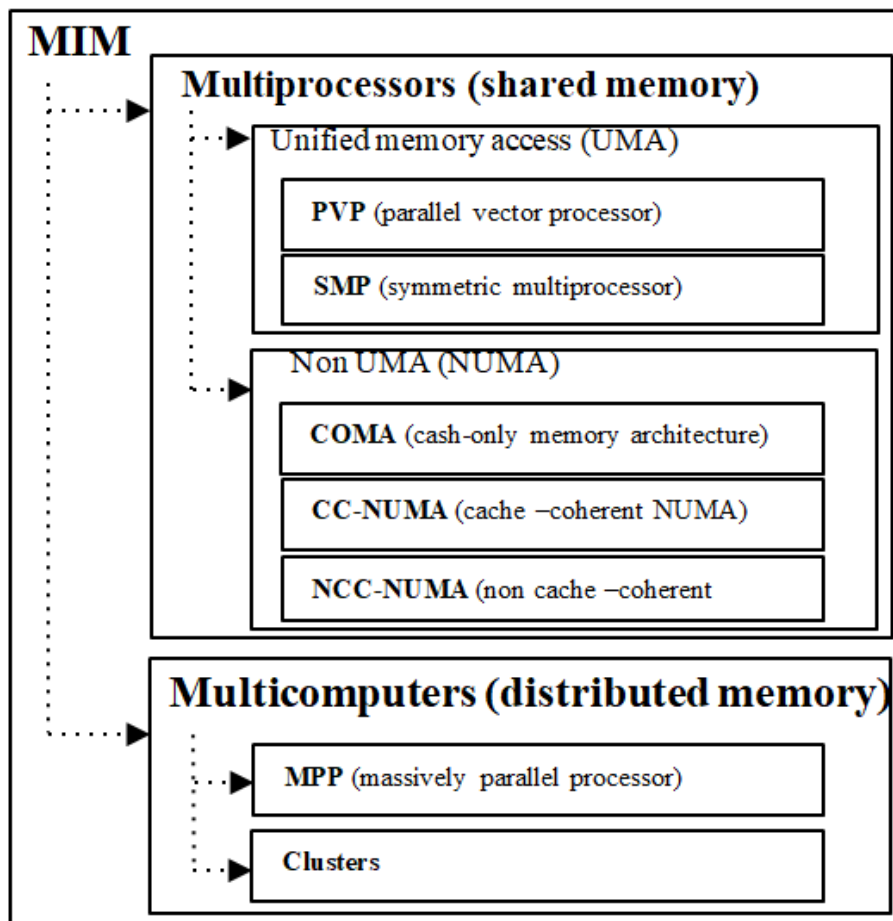 MIM
Multiprocessors (shared memory)
Unified memory access (UMA)
PVP (parallel vector processor)
SMP (symmetric multiprocessor)
Non UMA (NUMA)
COMA (cash-only memory architecture)
CC-NUMA (cache –coherent NUMA)
NCC-NUMA (non cache –coherent
Multicomputers (distributed memory)
MPP (massively parallel processor)
Clusters